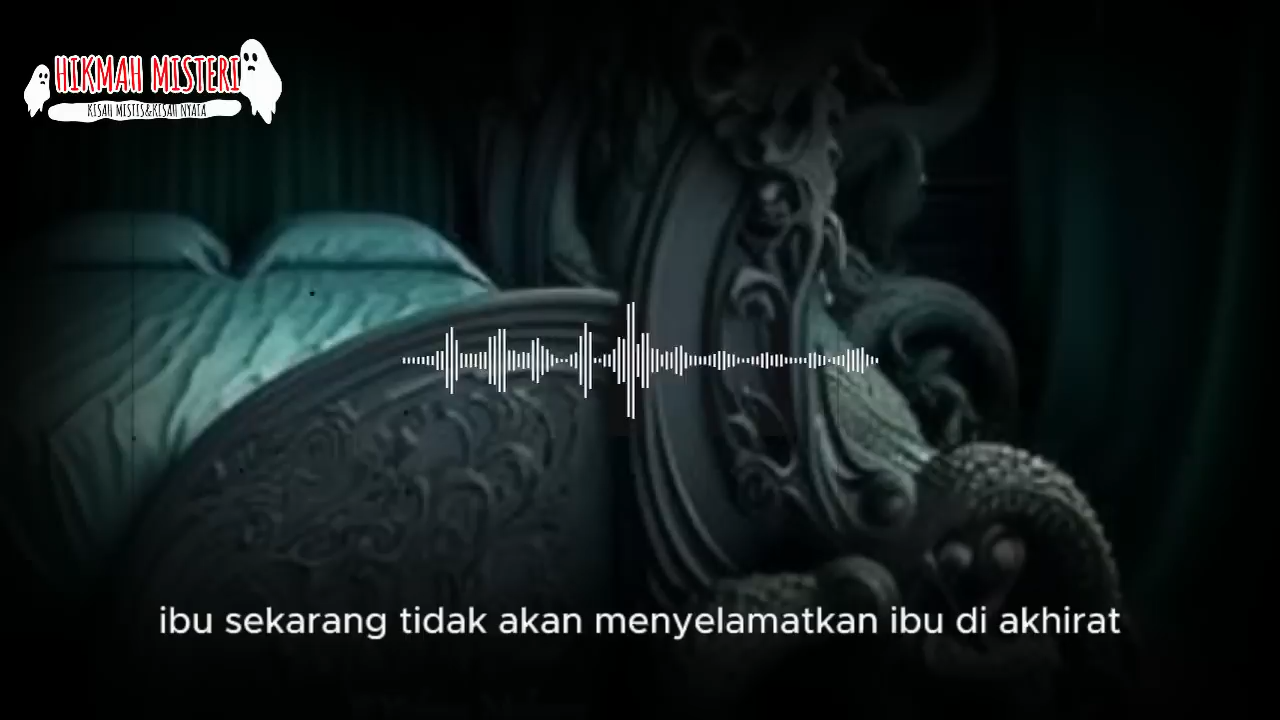 HIKMAH MISTERI
KISAH MISTIS&KISAH NYATA
ibu sekarang tidak akan menyelamatkan ibu di akhirat